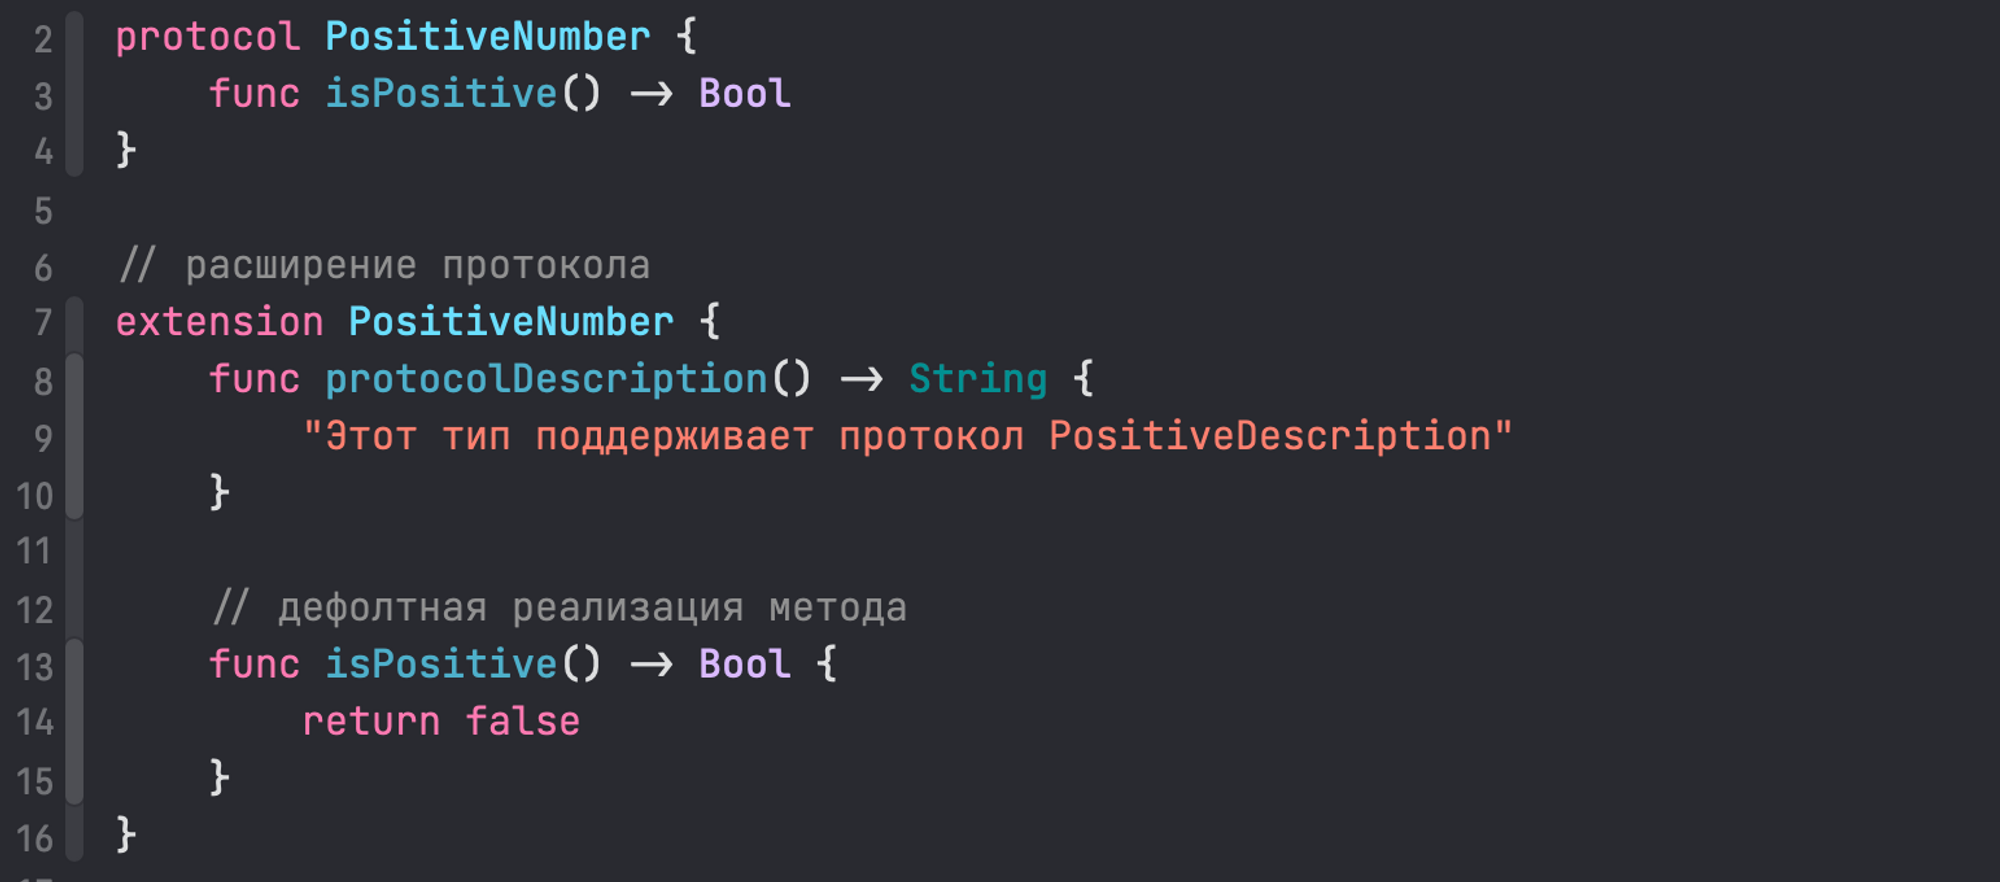 2 protocol PositiveNumber {
3 func isPositive() -> Bool
4 }
5
6 // расширение протокола
7 extension PositiveNumber {
8 func protocolDescription() -> String {
9 "Этот тип поддерживает протокол PositiveDescription"
10 }
11
12 // дефолтная реализация метода
13 func isPositive() -> Bool {
14 return false
15 }
16 }